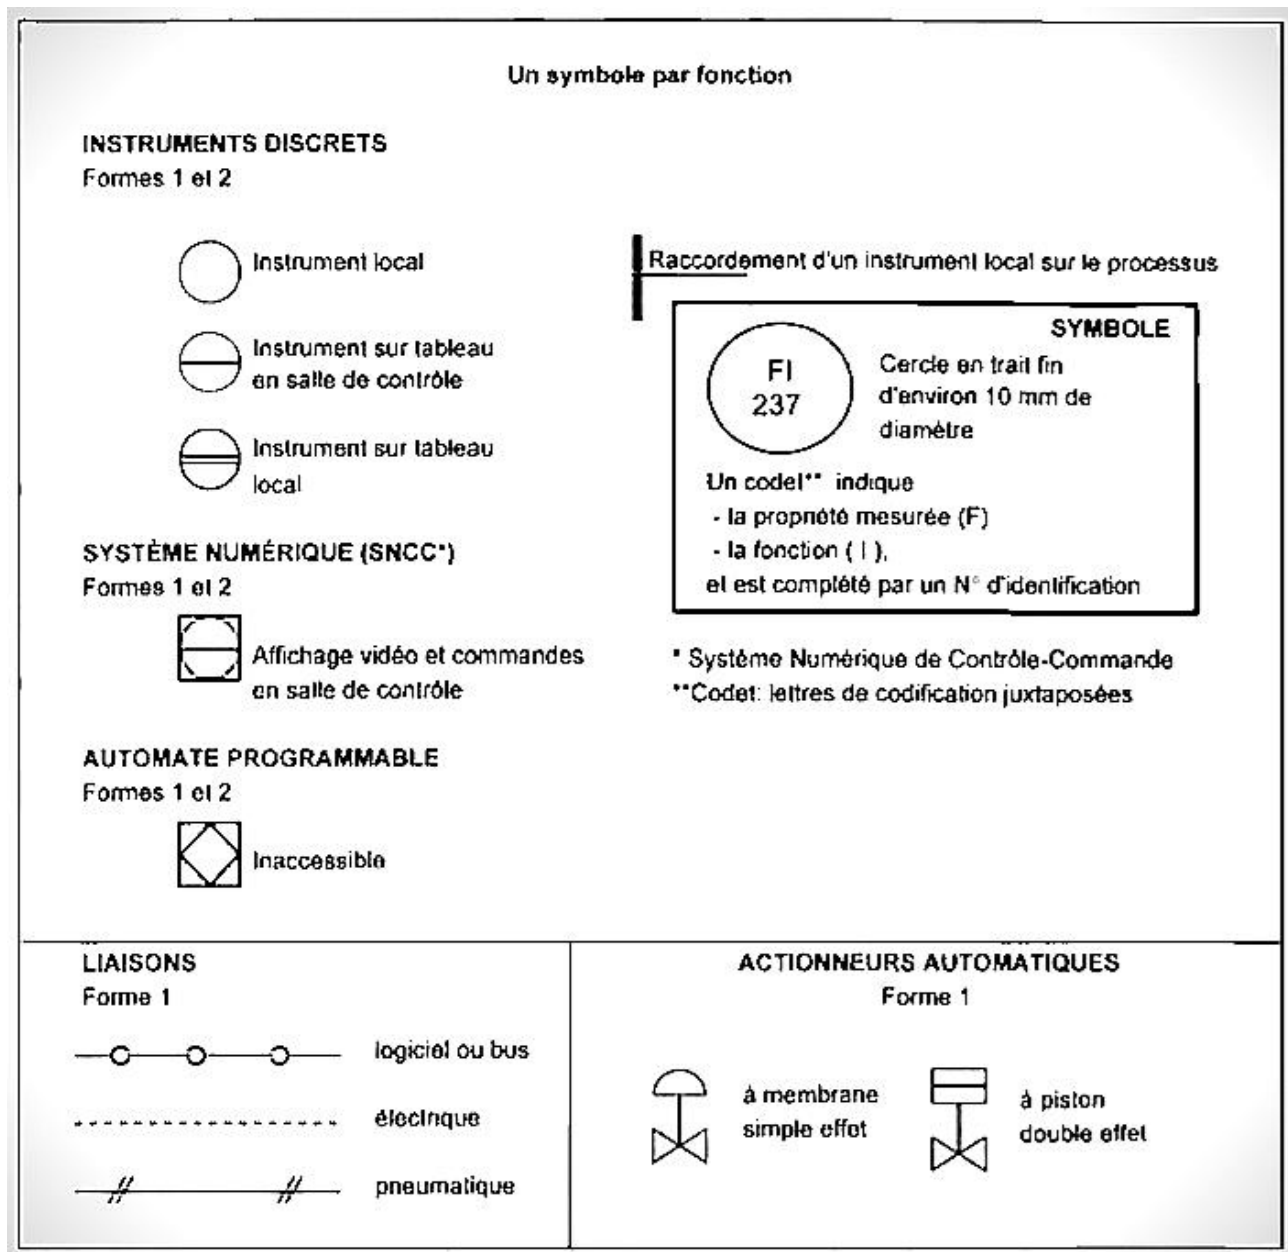 Un symbole par fonction
INSTRUMENTS DISCRETS
Formes 1 et 2
Instrument local
Instrument sur tableau
en salle de contrôle
Instrument sur tableau
local
Raccordement d'un instrument local sur le processus
SYMBOLE
FI
237
Cercle en trait fin
d'environ 10 mm de
diamètre
Un codet** indique
- la propriété mesurée (F)
- la fonction ( I ),
et est complété par un N° d'identification
SYSTÈME NUMÉRIQUE (SNCC*)
Formes 1 et 2
Affichage vidéo et commandes
en salle de contrôle
* Système Numérique de Contrôle-Commande
**Codet: lettres de codification juxtaposées
AUTOMATE PROGRAMMABLE
Formes 1 et 2
Inaccessible
LIAISONS
Forme 1
logiciel ou bus
électrique
pneumatique
ACTIONNEURS AUTOMATIQUES
Forme 1
à membrane
simple effet
à piston
double effet